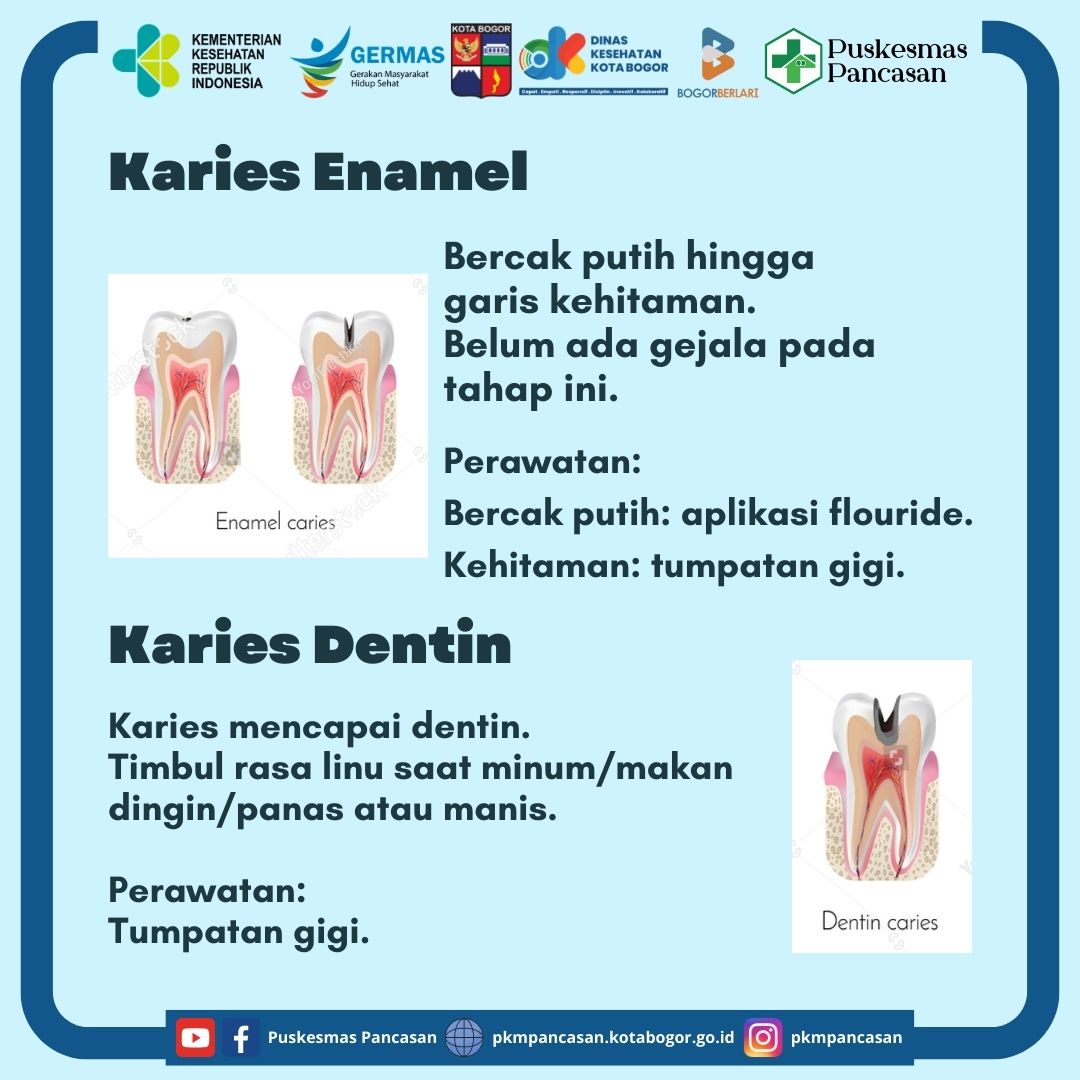 KEMENTERIAN
KESEHATAN
REPUBLIK
INDONESIA
GERMAS
Gerakan Masyarakat
Hidup Sehat
KOTA BOGOR
DINAS
KESEHATAN
KOTA BOGOR
Cepat . Empati . Responsif . Disiplin . Inovatif . Kolaboratif
BOGORBERLARI
Puskesmas
Pancasan
Karies Enamel
Bercak putih hingga
garis kehitaman.
Belum ada gejala pada
tahap ini.
Perawatan:
Bercak putih: aplikasi flouride.
Kehitaman: tumpatan gigi.
Enamel caries
Karies Dentin
Karies mencapai dentin.
Timbul rasa linu saat minum/makan
dingin/panas atau manis.
Perawatan:
Tumpatan gigi.
Dentin caries
Puskesmas Pancasan
pkmpancasan.kotabogor.go.id
pkmpancasan